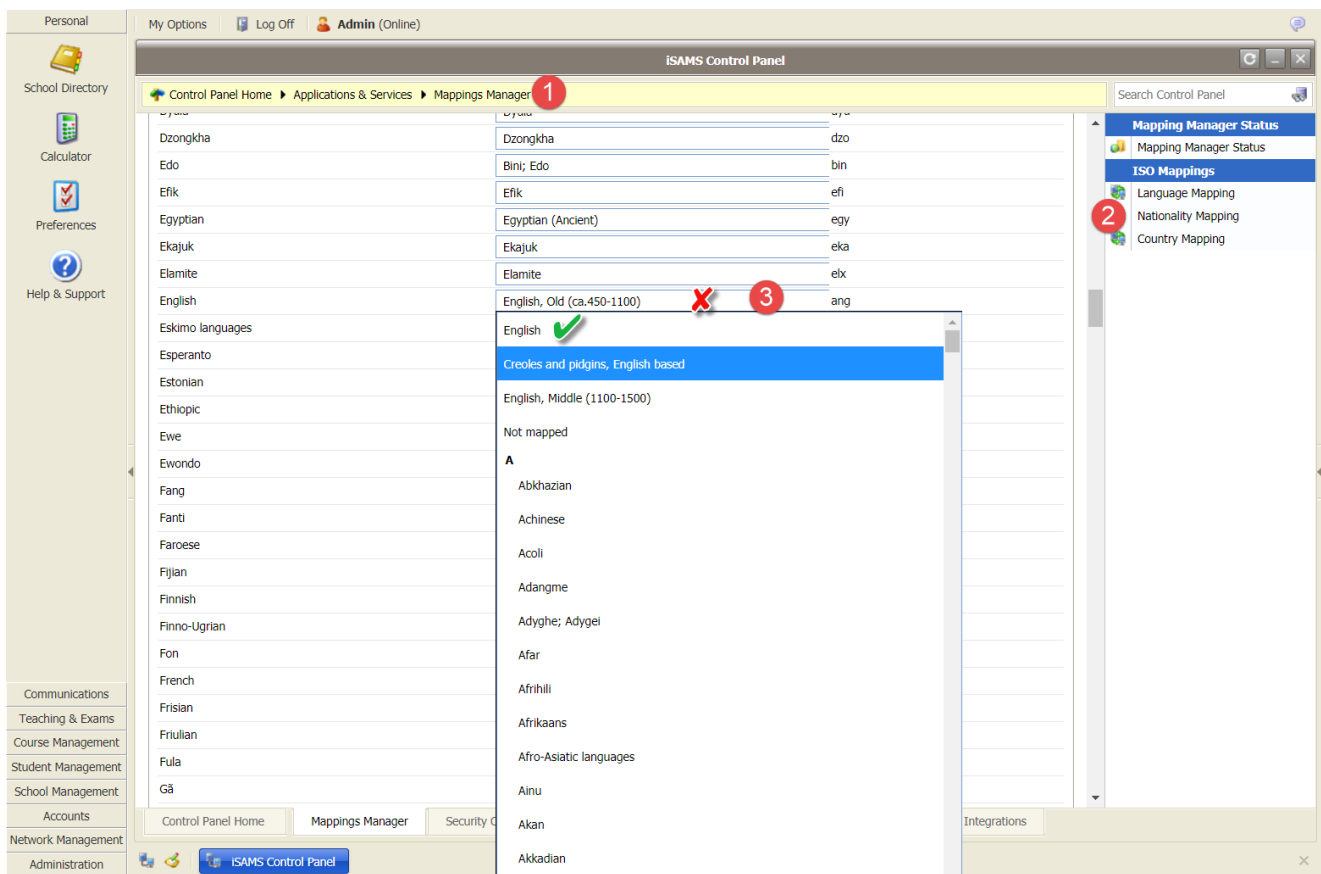 Personal
My Options Log Off Admin (Online)
iSAMS Control Panel
School Directory
Calculator
Preferences
Help & Support
Control Panel Home Applications & Services Mappings Manager 1
Search Control Panel
Dzongkha Dzongkha dzo
Edo Bini; Edo bin
Efik Efik efi
Egyptian Egyptian (Ancient) egy
Ekajuk Ekajuk eka
Elamite Elamite elx
English English, Old (ca.450-1100) 3 ang
Eskimo languages
Esperanto
Estonian
Ethiopic
Ewe
Ewondo
Fang
Fanti
Faroese
Fijian
Finnish
Finno-Ugrian
Fon
French
Frisian
Friulian
Fula
Gã
English
Creoles and pidgins, English based
English, Middle (1100-1500)
Not mapped
A
Abkhazian
Achinese
Acoli
Adangme
Adyghe; Adygei
Afar
Afrihili
Afrikaans
Afro-Asiatic languages
Ainu
Akan
Akkadian
Mapping Manager Status
Mapping Manager Status
ISO Mappings
Language Mapping
2 Nationality Mapping
Country Mapping
Communications
Teaching & Exams
Course Management
Student Management
School Management
Accounts
Network Management
Administration
Control Panel Home Mappings Manager Security Integrations
iSAMS Control Panel